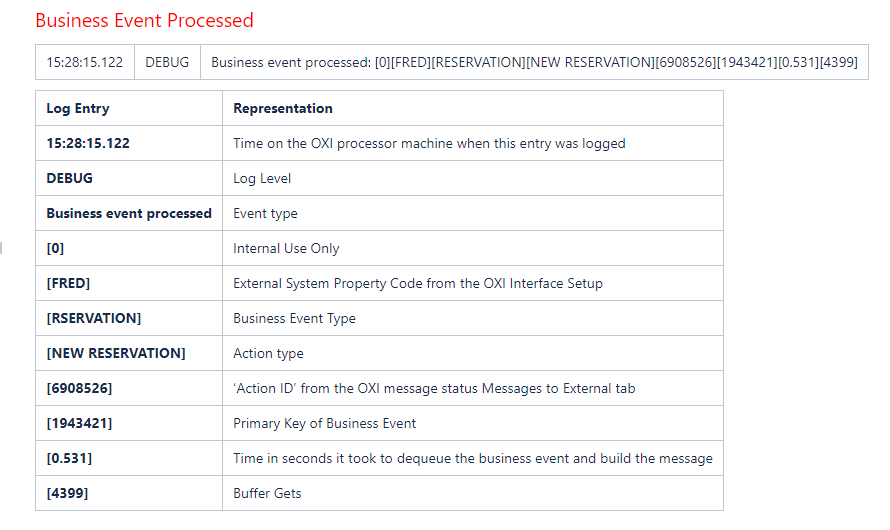 Business Event Processed
15:28:15.122 DEBUG Business event processed: [0][FRED][RESERVATION][NEW RESERVATION][6908526][1943421][0.531][4399]
Log Entry Representation
15:28:15.122 Time on the OXI processor machine when this entry was logged
DEBUG Log Level
Business event processed Event type
[0] Internal Use Only
[FRED] External System Property Code from the OXI Interface Setup
[RSERVATION] Business Event Type
[NEW RESERVATION] Action type
[6908526] ‘Action ID’ from the OXI message status Messages to External tab
[1943421] Primary Key of Business Event
[0.531] Time in seconds it took to dequeue the business event and build the message
[4399] Buffer Gets